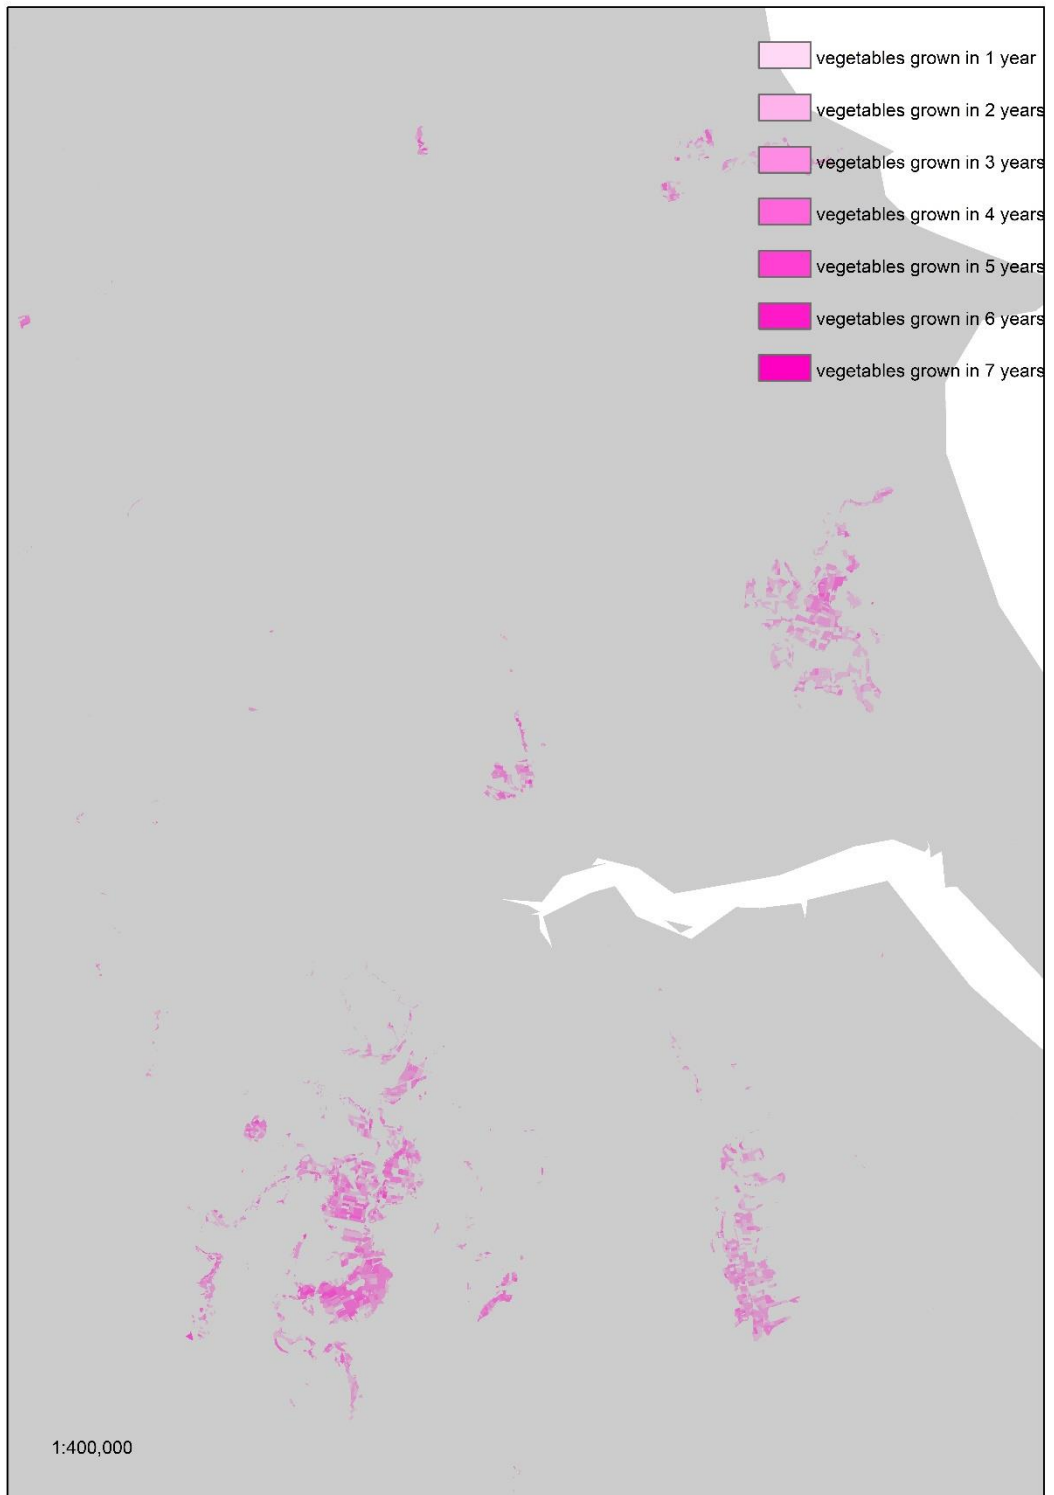 vegetables grown in 1 year
vegetables grown in 2 years
vegetables grown in 3 years
vegetables grown in 4 years
vegetables grown in 5 years
vegetables grown in 6 years
vegetables grown in 7 years
1:400,000